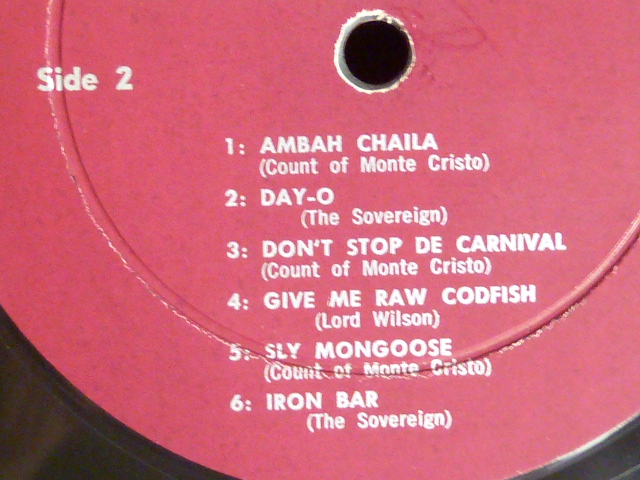 Side 2
1: AMBAH CHAILA
(Count of Monte Cristo)
2: DAY-O
(The Sovereign)
3: DON'T STOP DE CARNIVAL
(Count of Monte Cristo)
4: GIVE ME RAW CODFISH
(Lord Wilson)
5: SLY MONGOOSE
(Count of Monte Cristo)
6: IRON BAR
(The Sovereign)